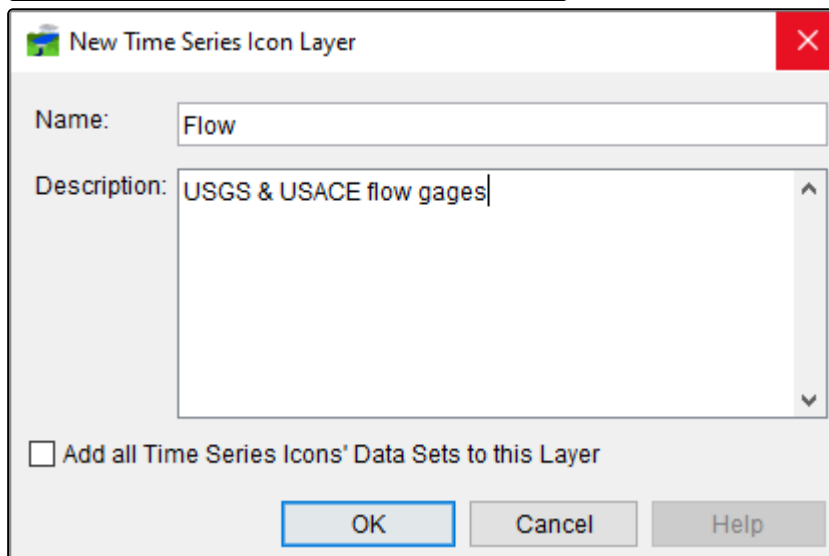 New Time Series Icon Layer
Name: Flow
Description: USGS & USACE flow gages
Add all Time Series Icons' Data Sets to this Layer
OK Cancel Help